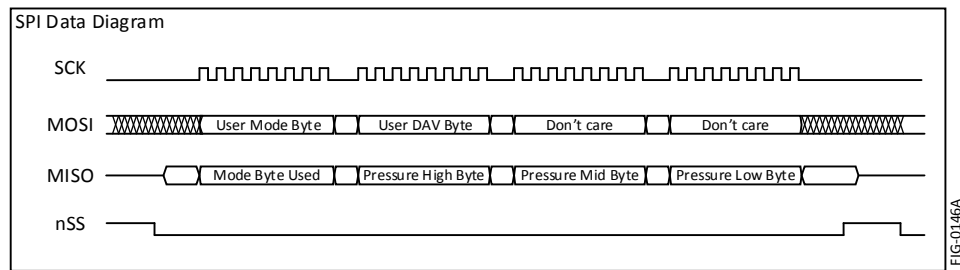 SPI Data Diagram
SCK
MOSI User Mode Byte User DAV Byte Don't care Don't care
MISO Mode Byte Used Pressure High Byte Pressure Mid Byte Pressure Low Byte
nSS
FIG-0146A